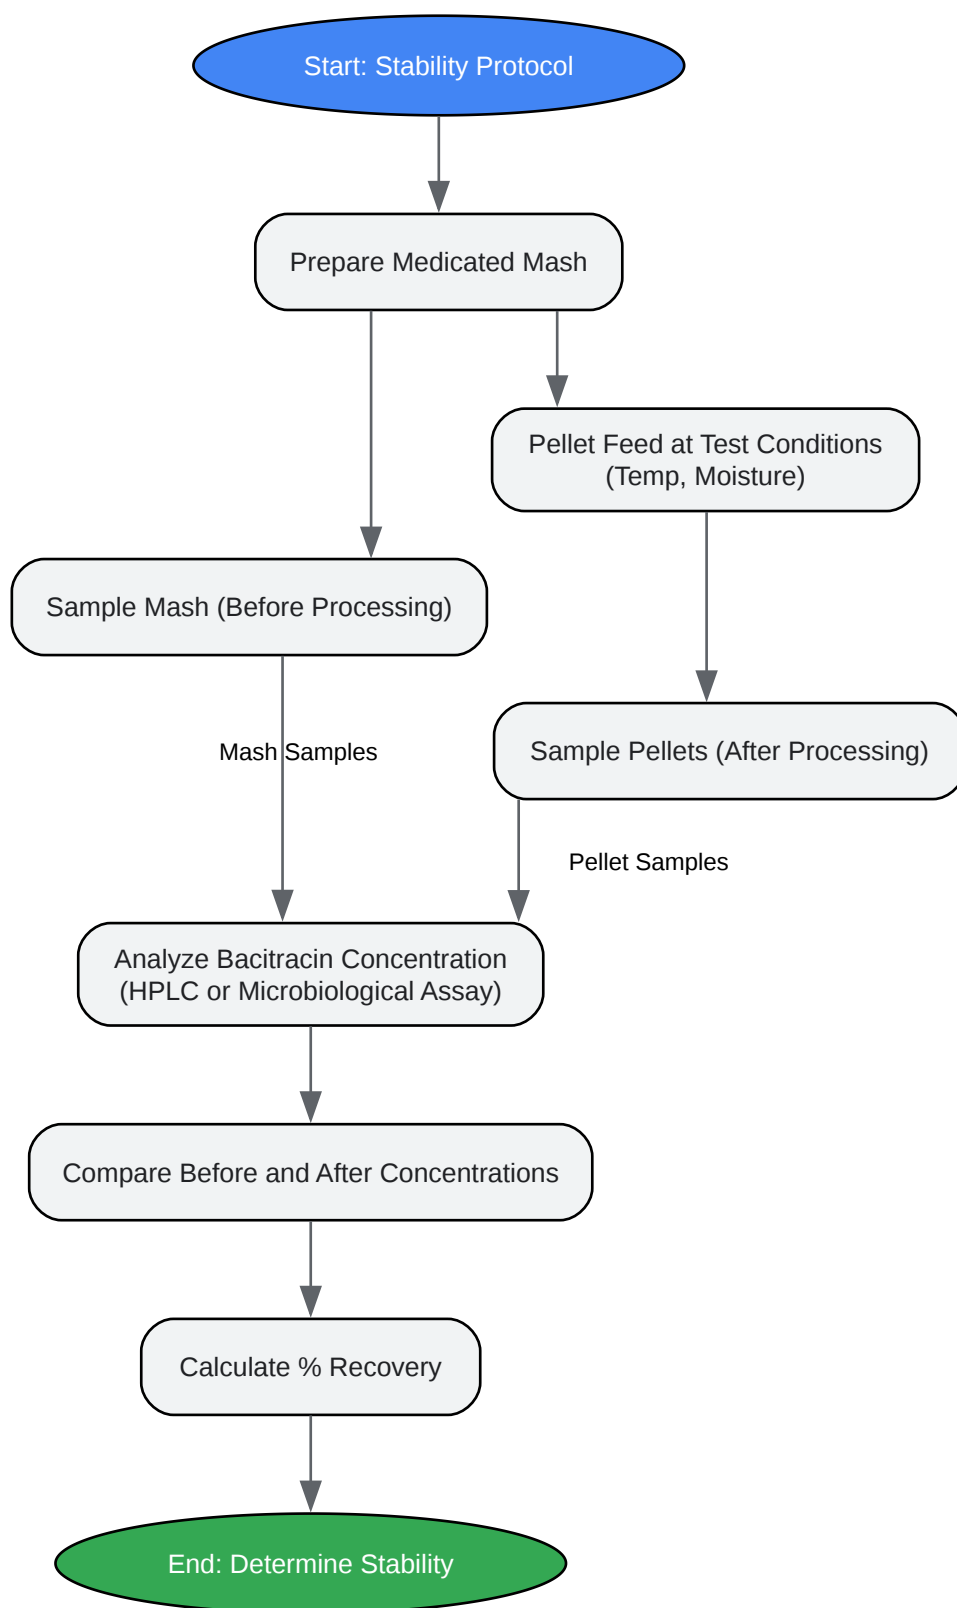 Start: Stability Protocol
Prepare Medicated Mash
Pellet Feed at Test Conditions
(Temp, Moisture)
Sample Mash (Before Processing)
Sample Pellets (After Processing)
Mash Samples
Pellet Samples
Analyze Bacitracin Concentration
(HPLC or Microbiological Assay)
Compare Before and After Concentrations
Calculate % Recovery
End: Determine Stability